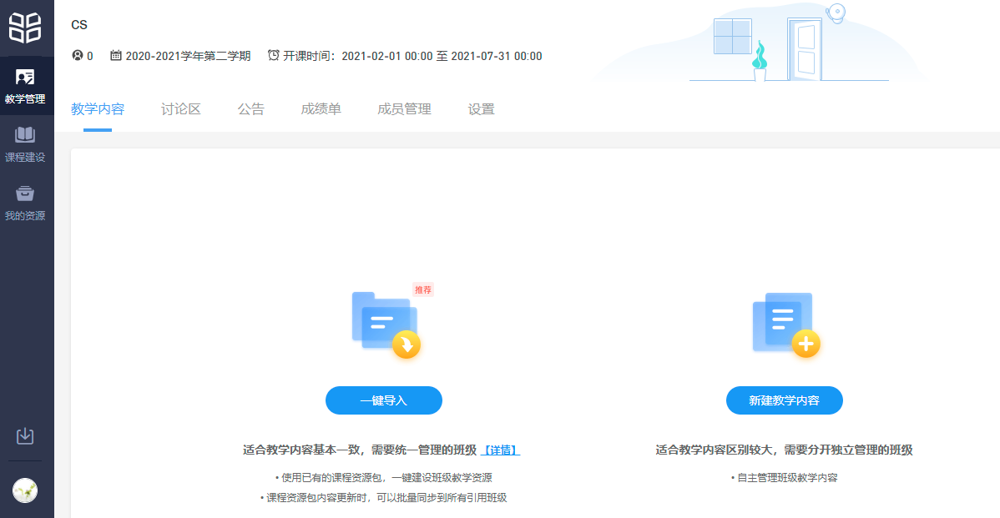 CS
0 2020-2021学年第二学期 开课时间：2021-02-01 00:00 至 2021-07-31 00:00
教学管理
教学内容 讨论区 公告 成绩单 成员管理 设置
课程建设
我的资源
推荐
一键导入
新建教学内容
适合教学内容基本一致，需要统一管理的班级 【详情】
• 使用已有的课程资源包，一键建设班级教学资源
• 课程资源包内容更新时，可以批量同步到所有引用班级
适合教学内容区别较大，需要分开独立管理的班级
• 自主管理班级教学内容